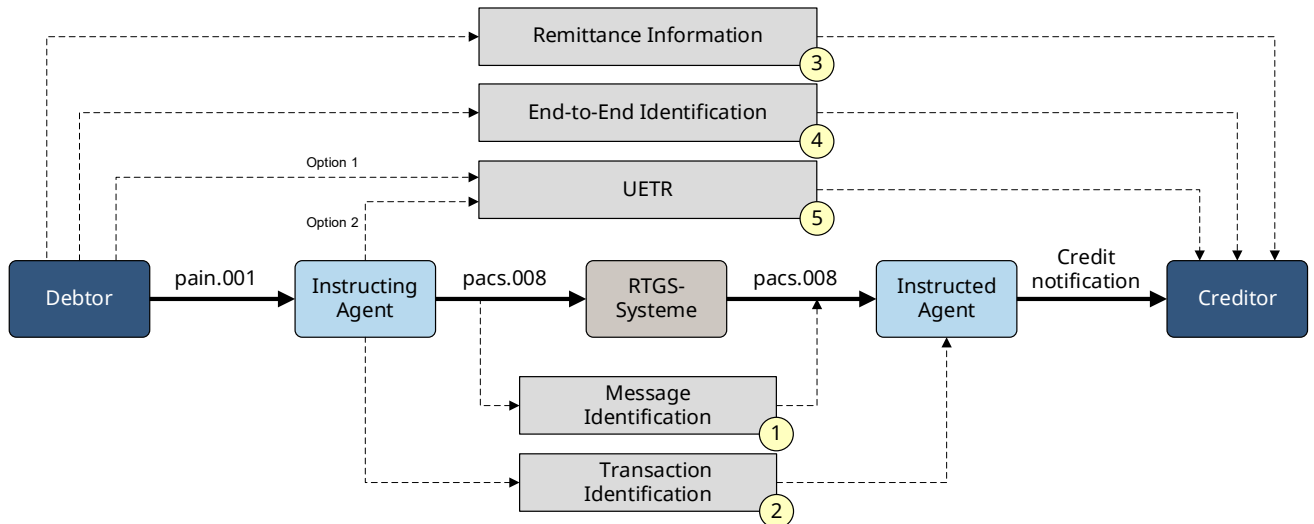 Remittance Information
3
End-to-End Identification
4
Option 1
UETR
Option 2
5
pain.001
pacs.008
pacs.008
Credit
notification
Debtor
Instructing
Agent
RTGS-
Systeme
Instructed
Agent
Creditor
Message
Identification
1
Transaction
Identification
2